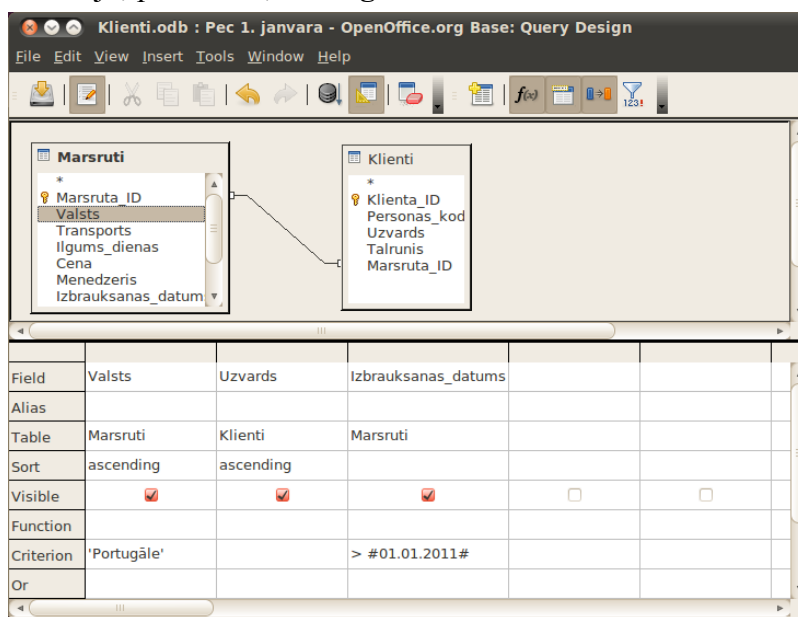 Klienti.odb : Pec 1. janvara - OpenOffice.org Base: Query Design
File Edit View Insert Tools Window Help
f(x) 123!
Marsruti Klienti
* *
Marsruta_ID Klienta_ID
Valsts Personas_kod
Transports Uzvards
Ilgums_dienas Talrunis
Cena Marsruta_ID
Menedzeris
Izbrauksanas_datum
Field Valsts Uzvards Izbrauksanas_datums
Alias
Table Marsruti Klienti Marsruti
Sort ascending ascending
Visible
Function
Criterion 'Portugāle' > #01.01.2011#
Or